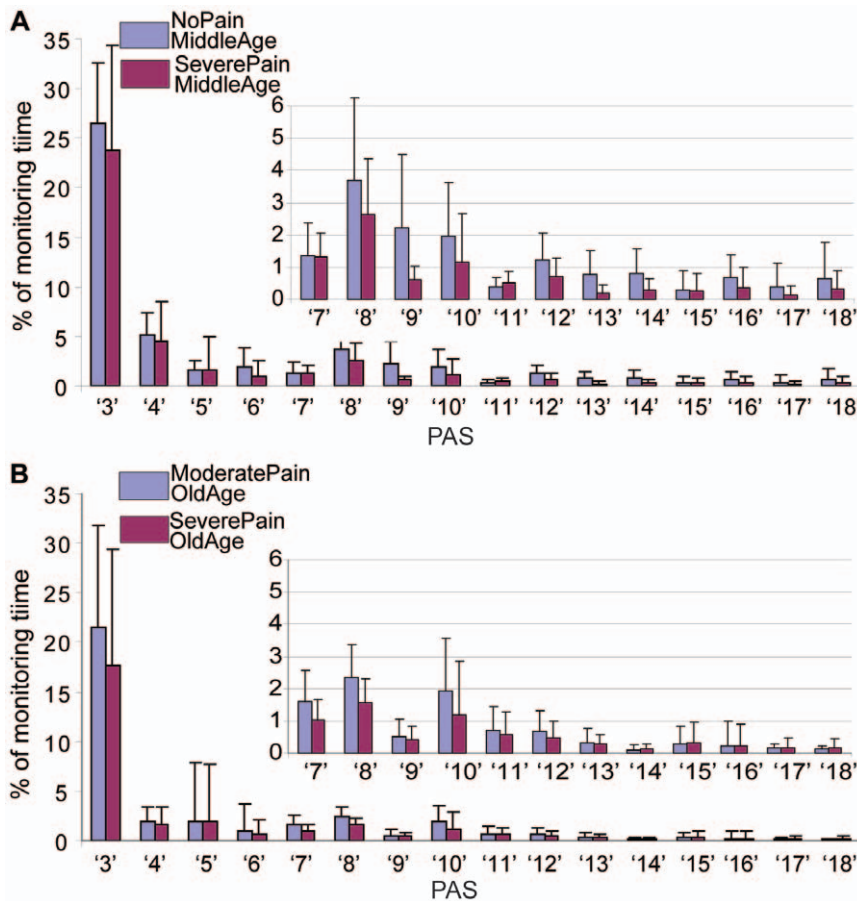 A
NoPain
MiddleAge
SeverePain
MiddleAge
% of monitoring tiime
35
30
25
20
15
10
5
0
6
5
4
3
2
1
0
‘7’ ‘8’ ‘9’ ‘10’ ‘11’ ‘12’ ‘13’ ‘14’ ‘15’ ‘16’ ‘17’ ‘18’
‘3’ ‘4’ ‘5’ ‘6’ ‘7’ ‘8’ ‘9’ ‘10’ ‘11’ ‘12’ ‘13’ ‘14’ ‘15’ ‘16’ ‘17’ ‘18
PAS
B
ModeratePain
OldAge
SeverePain
OldAge
% of monitoring tiime
35
30
25
20
15
10
5
0
6
5
4
3
2
1
0
‘7’ ‘8’ ‘9’ ‘10’ ‘11’ ‘12’ ‘13’ ‘14’ ‘15’ ‘16’ ‘17’ ‘18’
‘3’ ‘4’ ‘5’ ‘6’ ‘7’ ‘8’ ‘9’ ‘10’ ‘11’ ‘12’ ‘13’ ‘14’ ‘15’ ‘16’ ‘17’ ‘18’
PAS